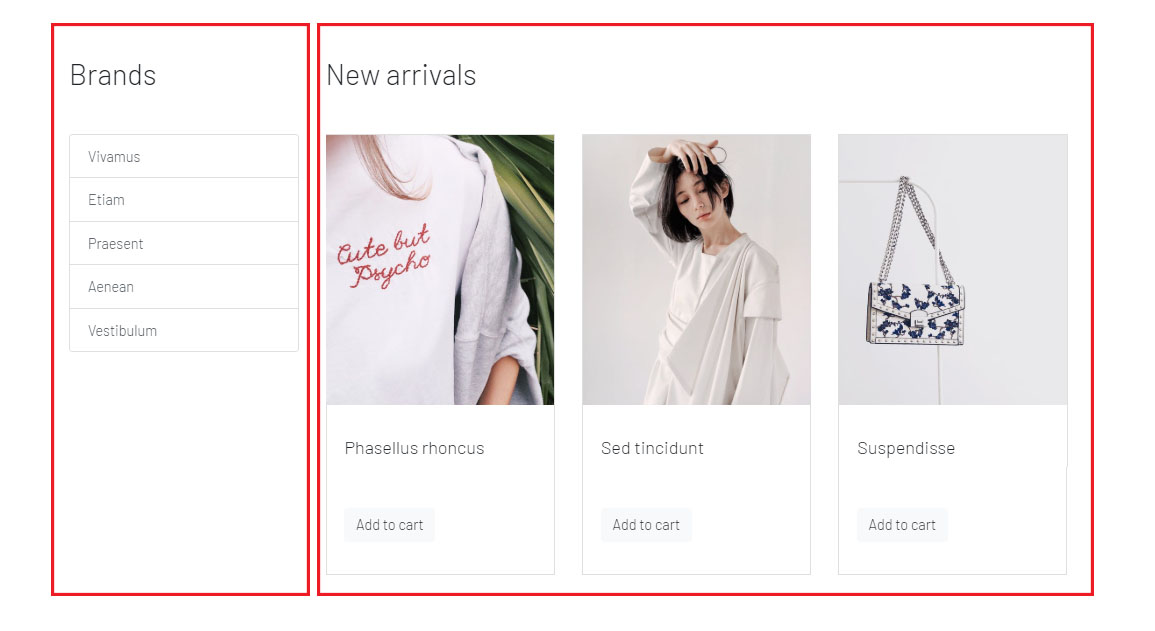 Brands
Vivamus
Etiam
Praesent
Aenean
Vestibulum
New arrivals
Cute but
Psycho
Phasellus rhoncus
Add to cart
Sed tincidunt
Add to cart
Suspendisse
Add to cart